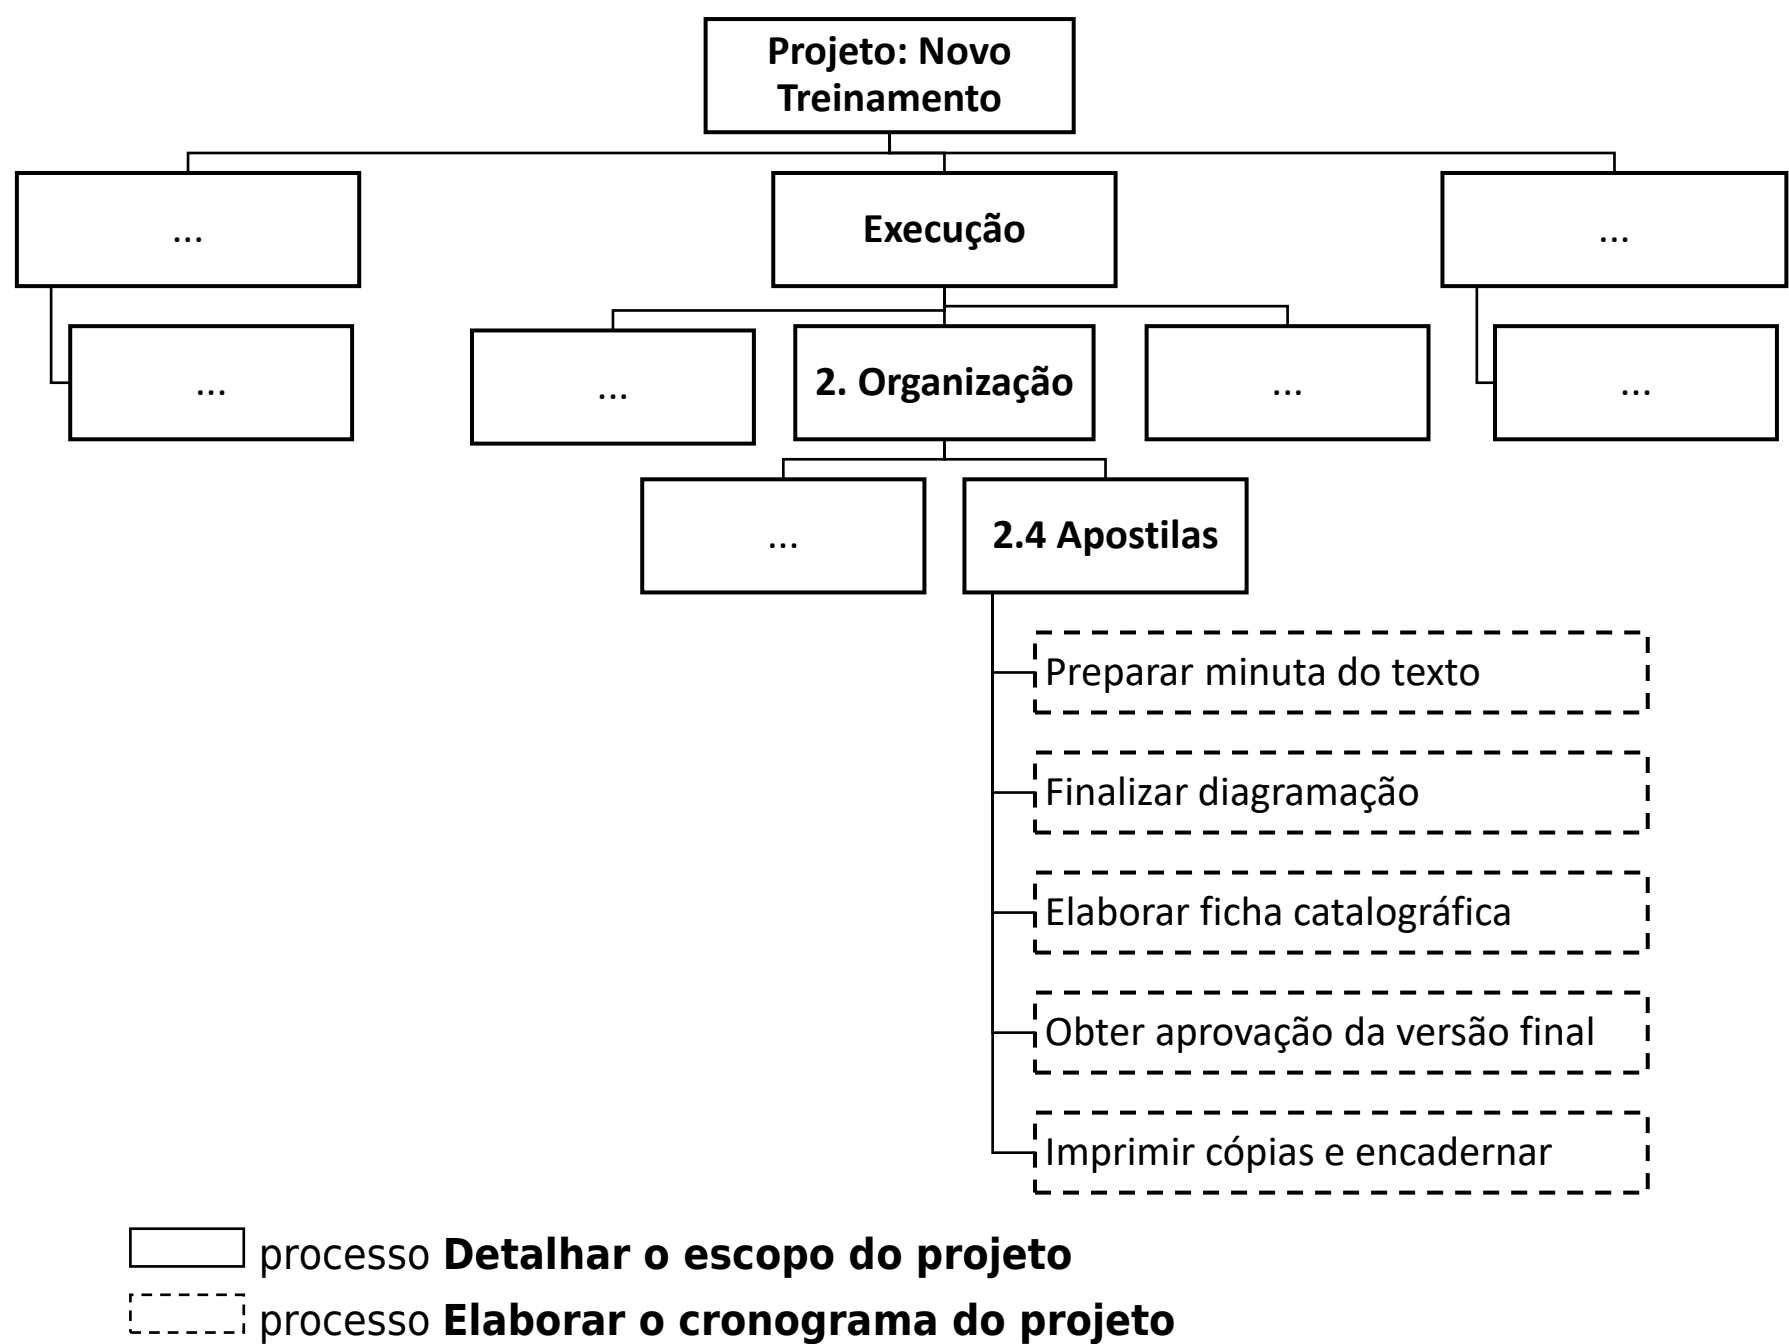 Projeto: Novo
Treinamento
...
Execução
...
...
...
2. Organização
...
...
...
2.4 Apostilas
Preparar minuta do texto
Finalizar diagramação
Elaborar ficha catalográfica
Obter aprovação da versão final
Imprimir cópias e encadernar
processo Detalhar o escopo do projeto
processo Elaborar o cronograma do projeto